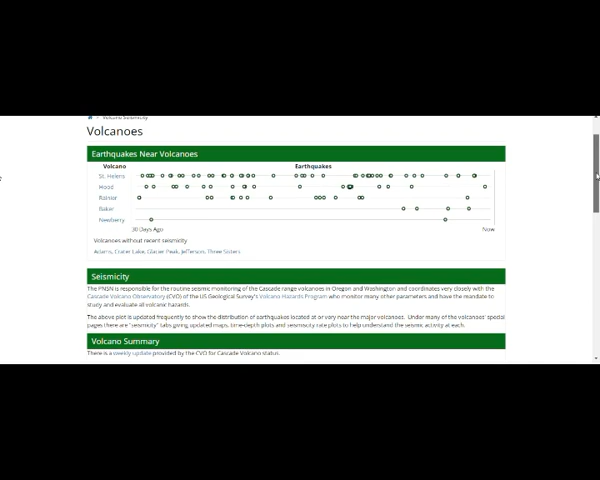 Volcano Seismicity
Volcanoes
Earthquakes Near Volcanoes
Volcano Earthquakes
St. Helens
Hood
Rainier
Baker
Newberry
30 Days Ago Now
Volcanoes without recent seismicity
Adams, Crater Lake, Glacier Peak, Jefferson, Three Sisters
Seismicity
The PNSN is responsible for the routine seismic monitoring of the Cascade range volcanoes in Oregon and Washington and coordinates very closely with the
Cascade Volcano Observatory (CVO) of the US Geological Survey's Volcano Hazards Program who monitor many other parameters and have the mandate to
study and evaluate all volcanic hazards.
The above plot is updated frequently to show the distribution of earthquakes located at or very near the major volcanoes. Under many of the volcanoes' special
pages there are "seismicity" tabs giving updated maps, time-depth plots and seismicity rate plots to help understand the seismic activity at each.
Volcano Summary
There is a weekly update provided by the CVO for Cascade Volcano status.